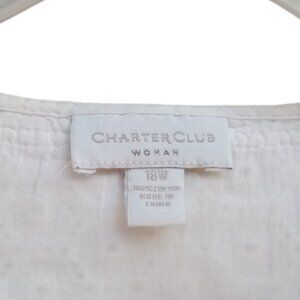 CHARTER CLUB
WOMAN
18W
100% COTTON
MADE IN
CHINA